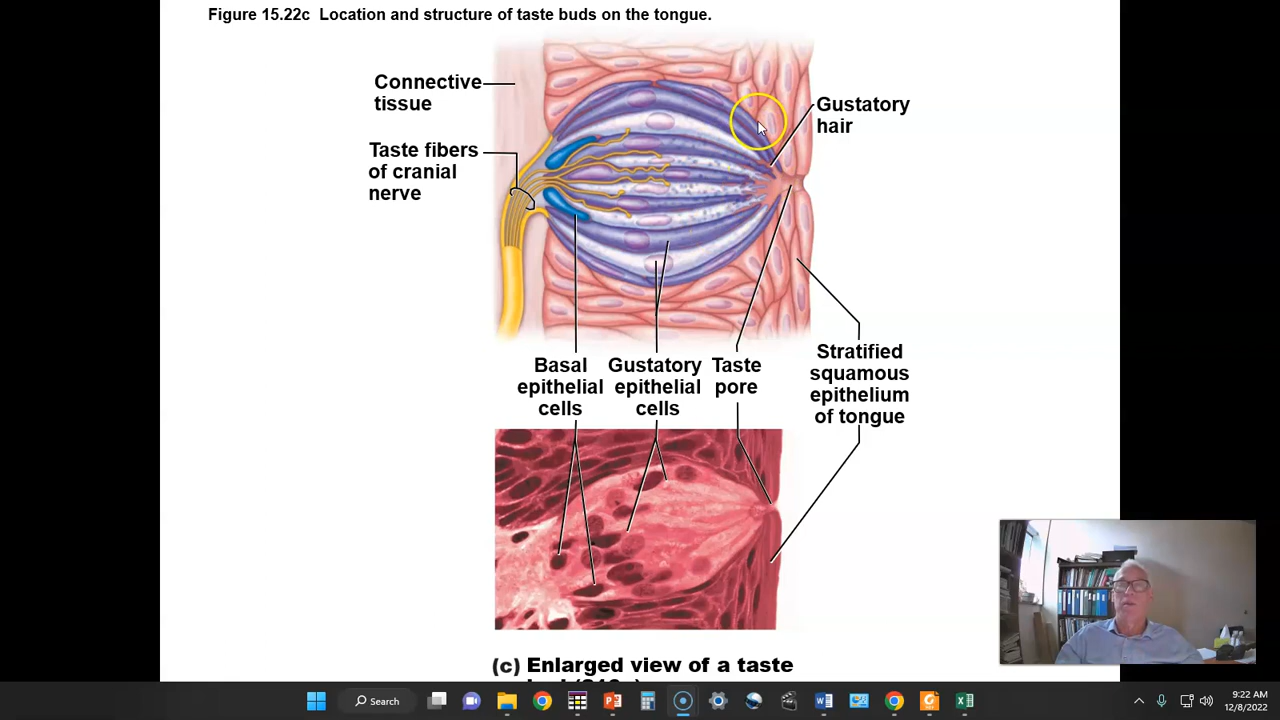 Figure 15.22c  Location and structure of taste buds on the tongue.
Connective
tissue
Gustatory
hair
Taste fibers
of cranial
nerve
Basal
epithelial
cells
Gustatory
epithelial
cells
Taste
pore
Stratified
squamous
epithelium
of tongue
(c) Enlarged view of a taste
Search
9:22 AM
12/8/2022